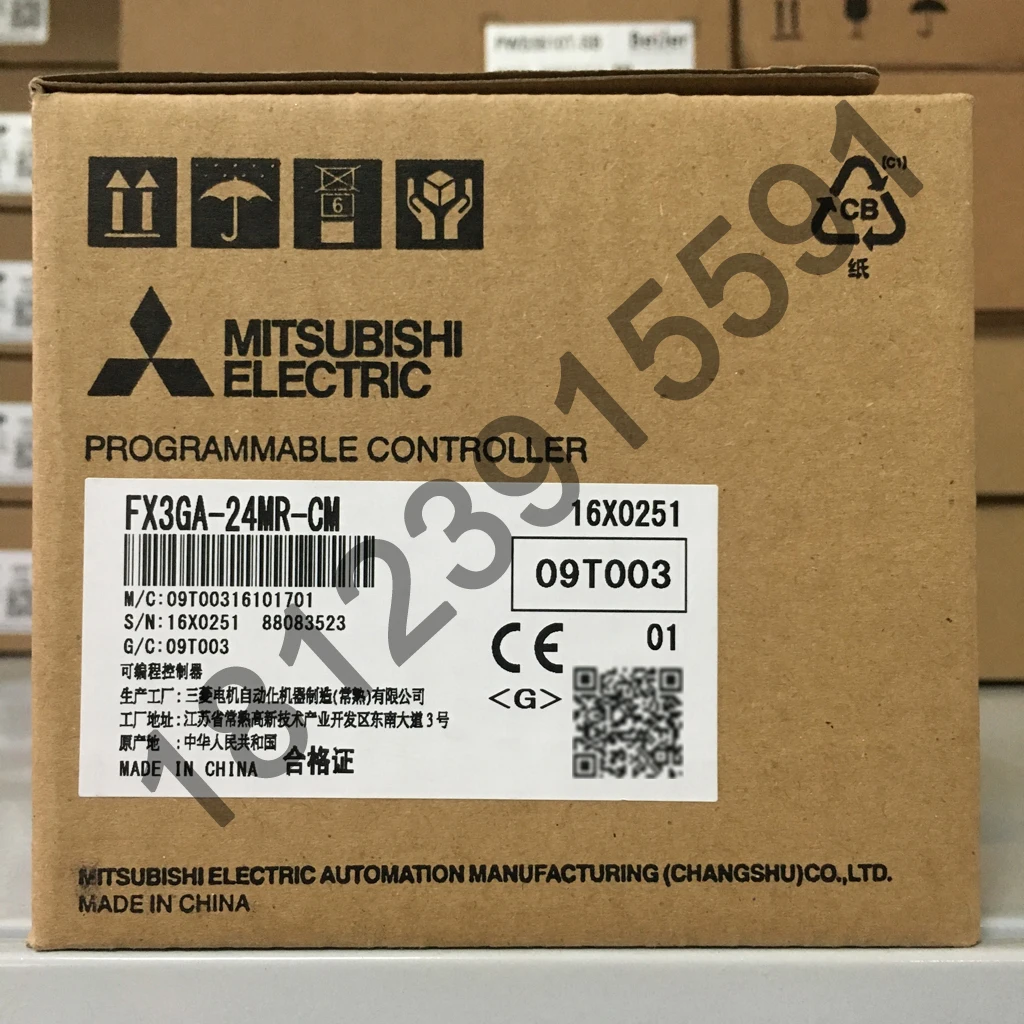 Beijer
[C1]
CB
纸
6
MITSUBISHI
ELECTRIC
PROGRAMMABLE CONTROLLER
FX3GA-24MR-CM
16X0251
09T003
M/C:09T00316101701
S/N:16X0251 88083523
G/C:09T003
01
CE
<G>
可编程控制器
生产工厂:三菱电机自动化机器制造(常熟)有限公司
工厂地址:江苏省常熟高新技术产业开发区东南大道3号
原产地 :中华人民共和国
MADE IN CHINA 合格证
MITSUBISHI ELECTRIC AUTOMATION MANUFACTURING (CHANGSHU)CO.,LTD.
MADE IN CHINA
18123915591